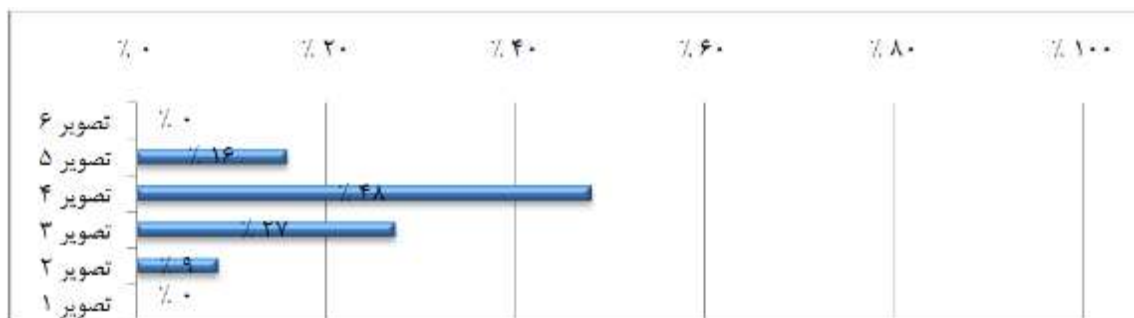 ٪ ۰ ٪ ۲۰ ٪ ۴۰ ٪ ۶۰ ٪ ۸۰ ٪ ۱۰۰
تصویر ۶ ٪ ۰
تصویر ۵ ٪ ۱۶
تصویر ۴ ٪ ۴۸
تصویر ۳ ٪ ۲۷
تصویر ۲ ٪ ۹
تصویر ۱ ٪ ۰